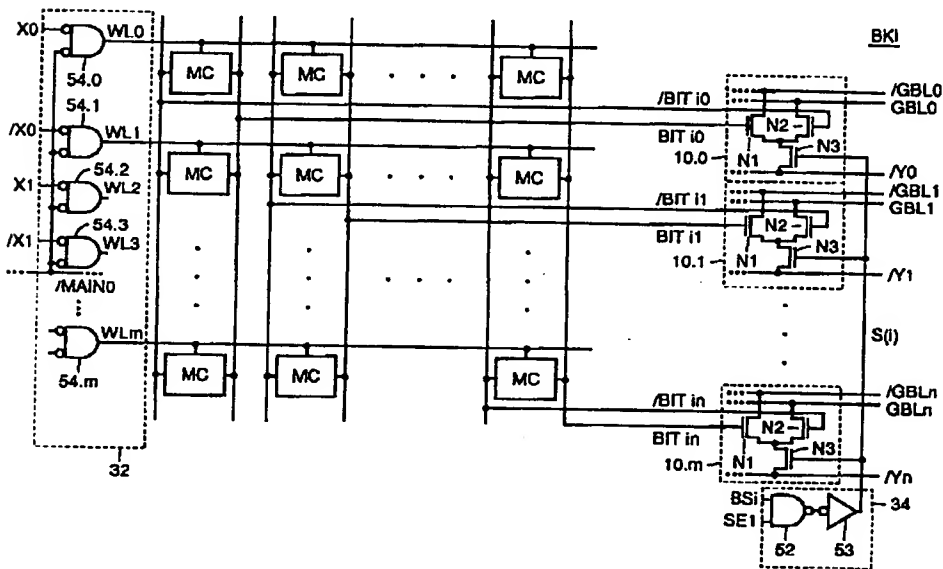 X0
WL0
54.0
54.1
/X0
WL1
X1
54.2
WL2
54.3
/X1
WL3
/MAIN0
WLm
54.m
32
MC
MC
MC
MC
MC
MC
MC
MC
BKi
/BIT i0
BIT i0
N2
N3
N1
10.0
/GBL0
GBL0
/Y0
/BIT i1
BIT i1
N2
N3
N1
10.1
/GBL1
GBL1
/Y1
S(i)
/BIT in
BIT in
N2
N3
N1
10.m
/GBLn
GBLn
/Yn
BSi
SE1
52
53
34